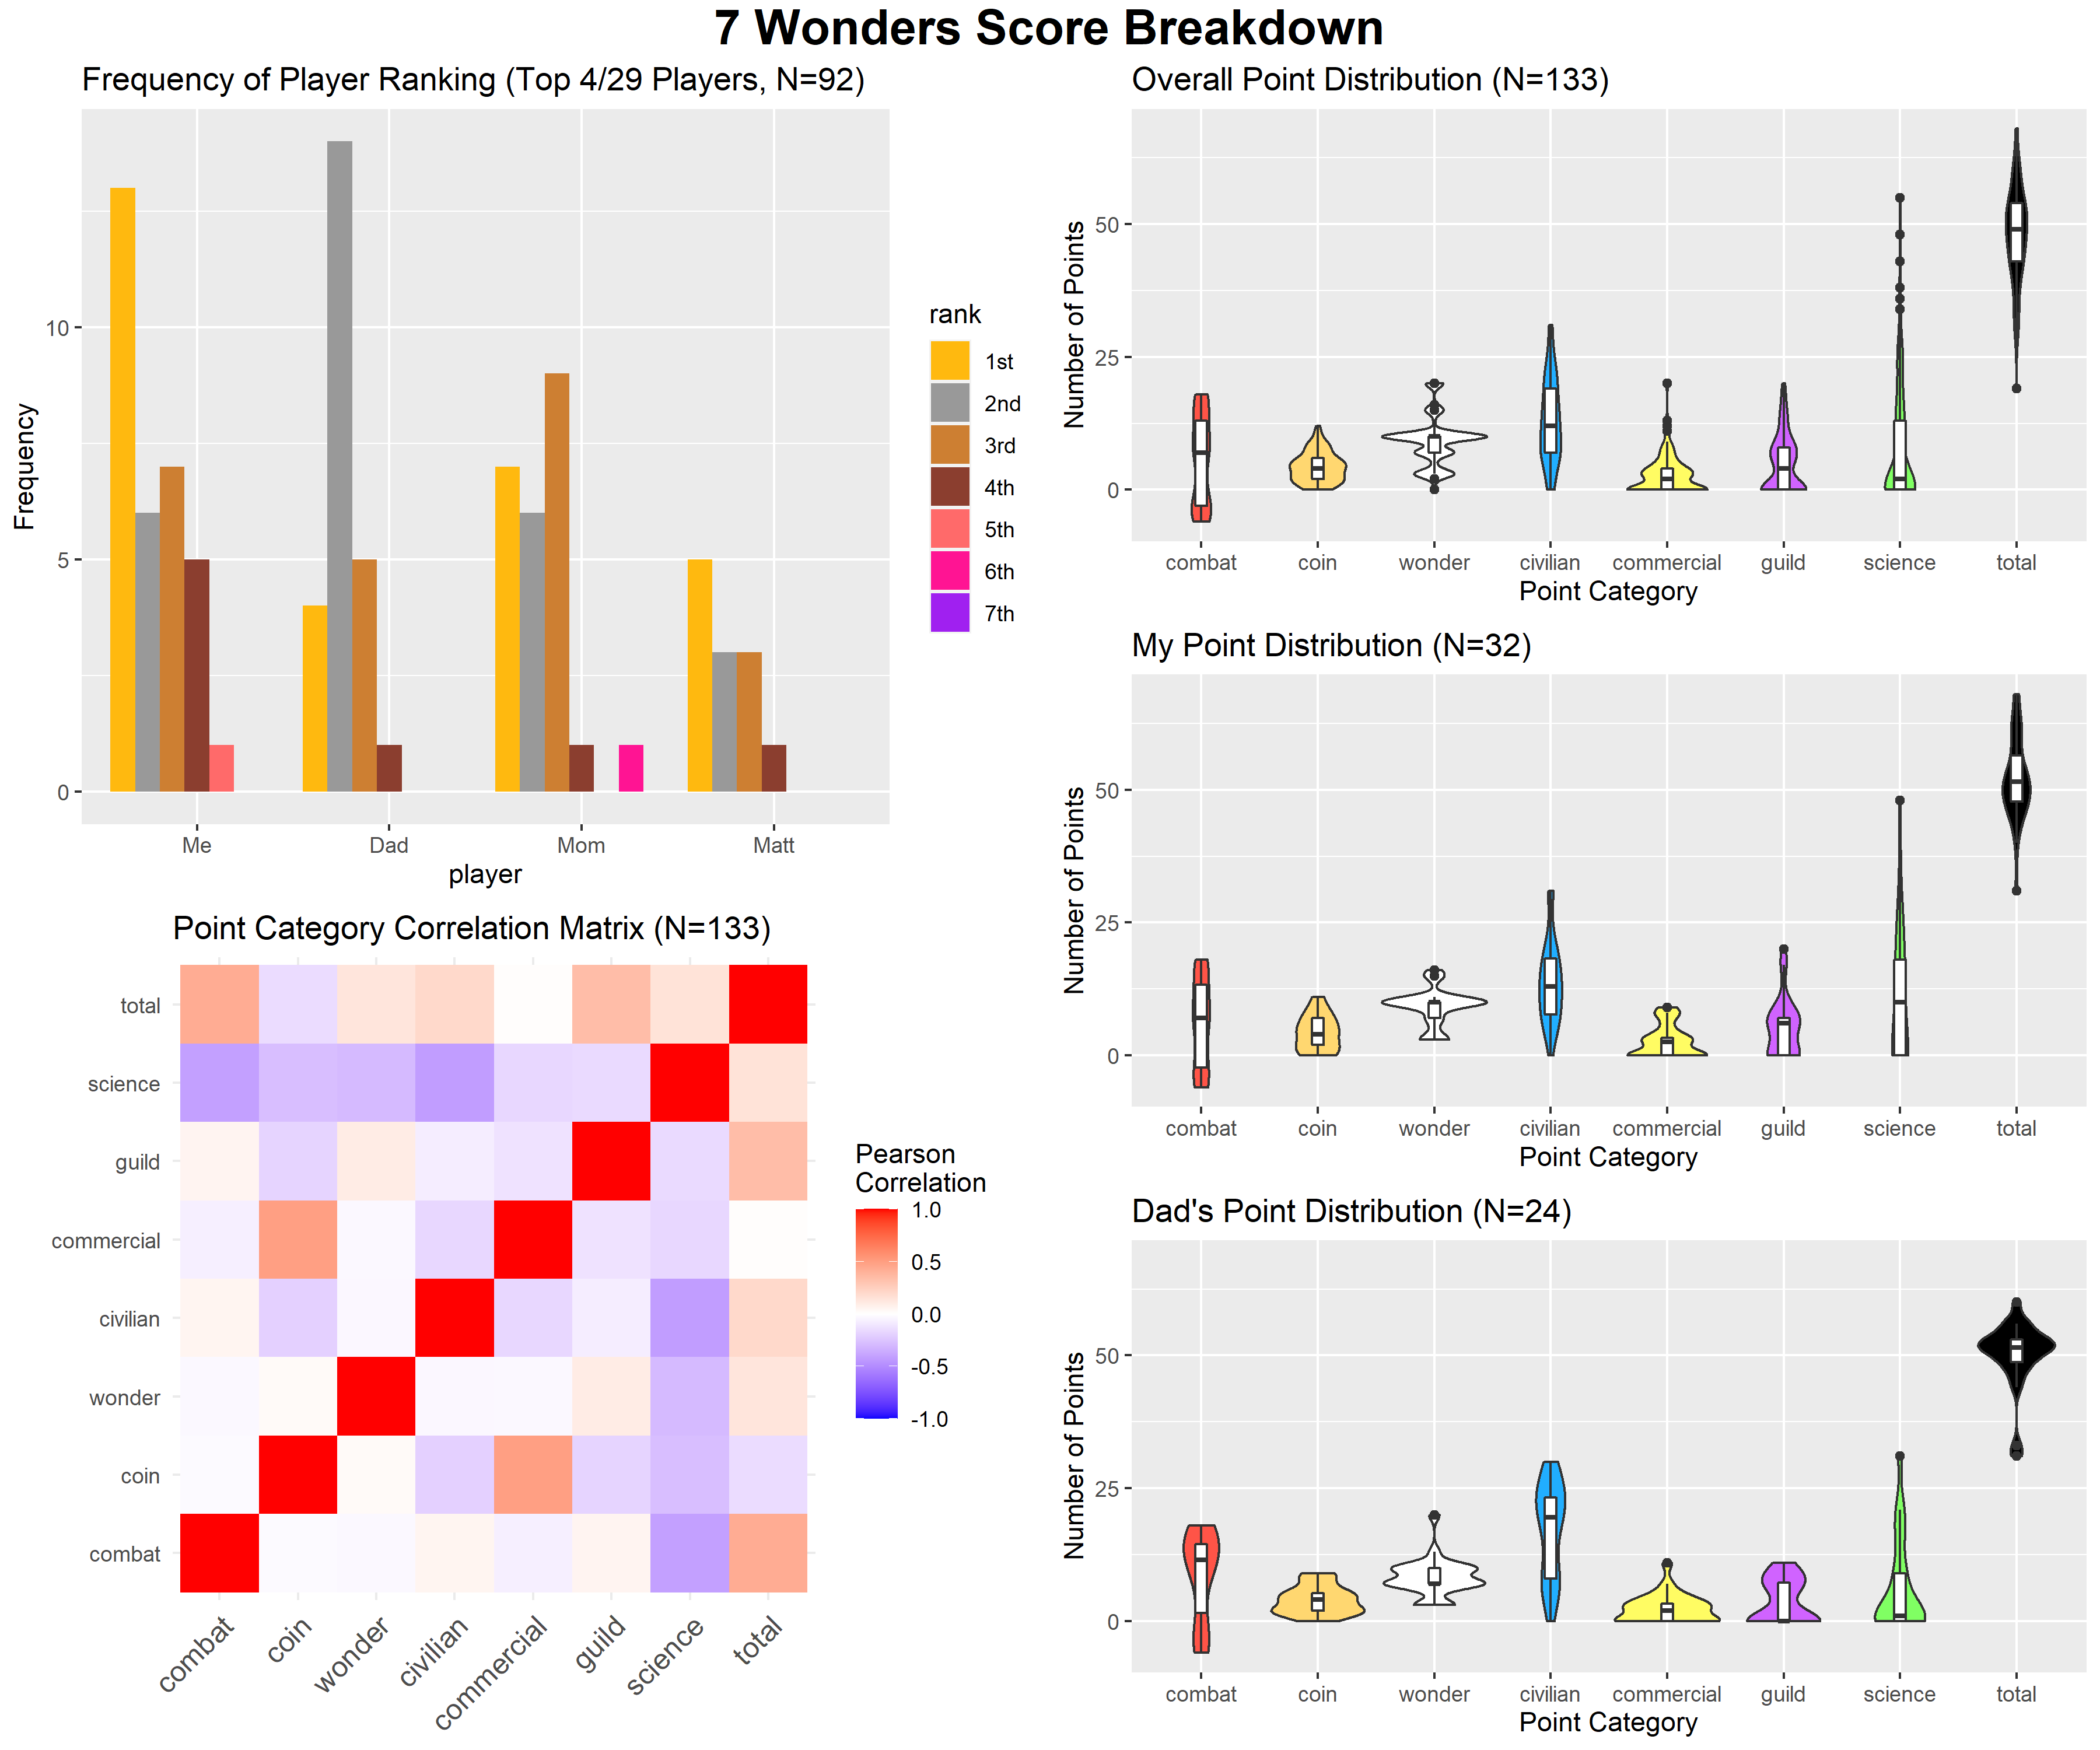 7 Wonders Score Breakdown
Frequency of Player Ranking (Top 4/29 Players, N=92)
Frequency
10
5
0
Me Dad Mom Matt
player
rank
1st
2nd
3rd
4th
5th
6th
7th
Point Category Correlation Matrix (N=133)
total
science
guild
commercial
civilian
wonder
coin
combat
combat coin wonder civilian commercial guild science total
Pearson
Correlation
1.0
0.5
0.0
-0.5
-1.0
Overall Point Distribution (N=133)
Number of Points
50
25
0
combat coin wonder civilian commercial guild science total
Point Category
My Point Distribution (N=32)
Number of Points
50
25
0
combat coin wonder civilian commercial guild science total
Point Category
Dad's Point Distribution (N=24)
Number of Points
50
25
0
combat coin wonder civilian commercial guild science total
Point Category